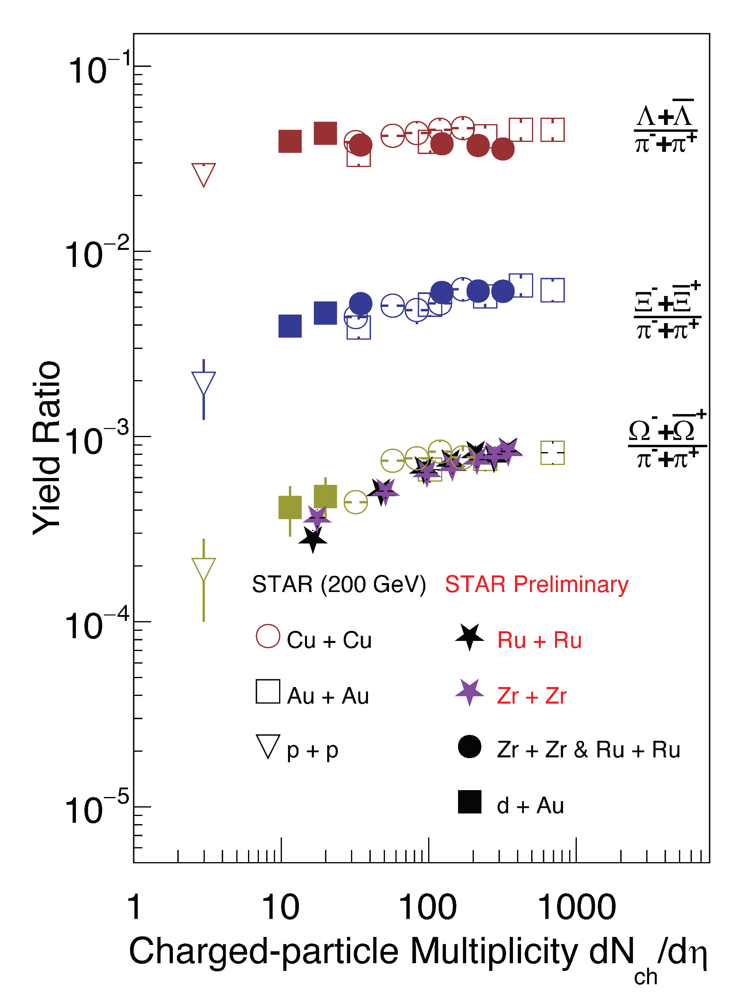 10⁻¹
Λ+Λ̅
π⁻+π⁺
10⁻²
Ξ⁻+Ξ̅⁺
π⁻+π⁺
Yield Ratio
10⁻³
Ω⁻+Ω̅⁺
π⁻+π⁺
STAR (200 GeV) STAR Preliminary
10⁻⁴
Cu + Cu Ru + Ru
Au + Au Zr + Zr
p + p Zr + Zr & Ru + Ru
10⁻⁵
d + Au
1 10 100 1000
Charged-particle Multiplicity dN_ch/dη